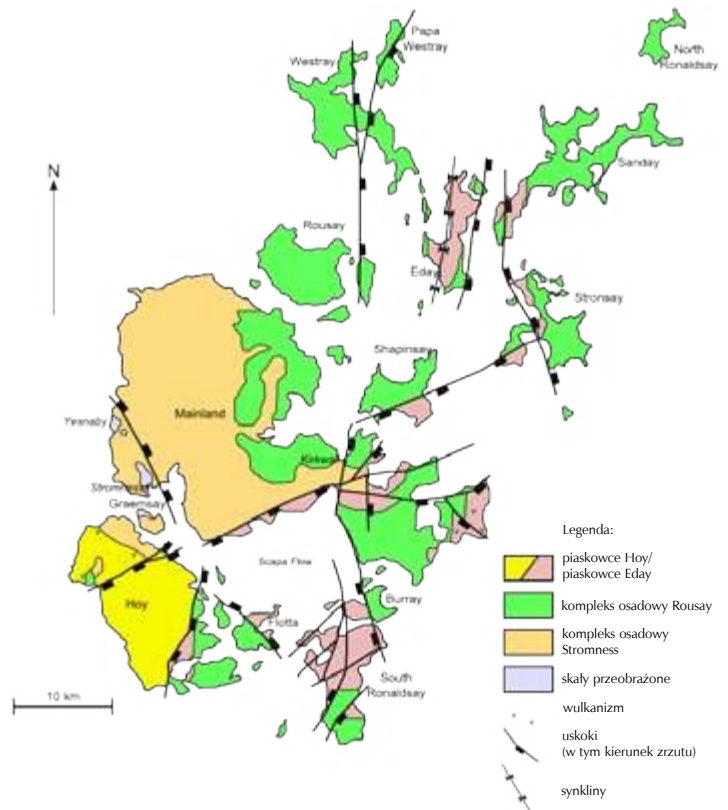 Papa
Westray
Westray
North
Ronaldsay
N
Sanday
Rousay
Eday
Stronsay
Shapinsay
Mainland
Yesnaby
Kirkwall
Stromness
Graemsay
Scapa Flow
Hoy
Burray
Flotta
South
Ronaldsay
10 km
Legenda:
piaskowce Hoy/
piaskowce Eday
kompleks osadowy Rousay
kompleks osadowy
Stromness
skały przeobrażone
wulkanizm
uskoki
(w tym kierunek zrzutu)
synkliny